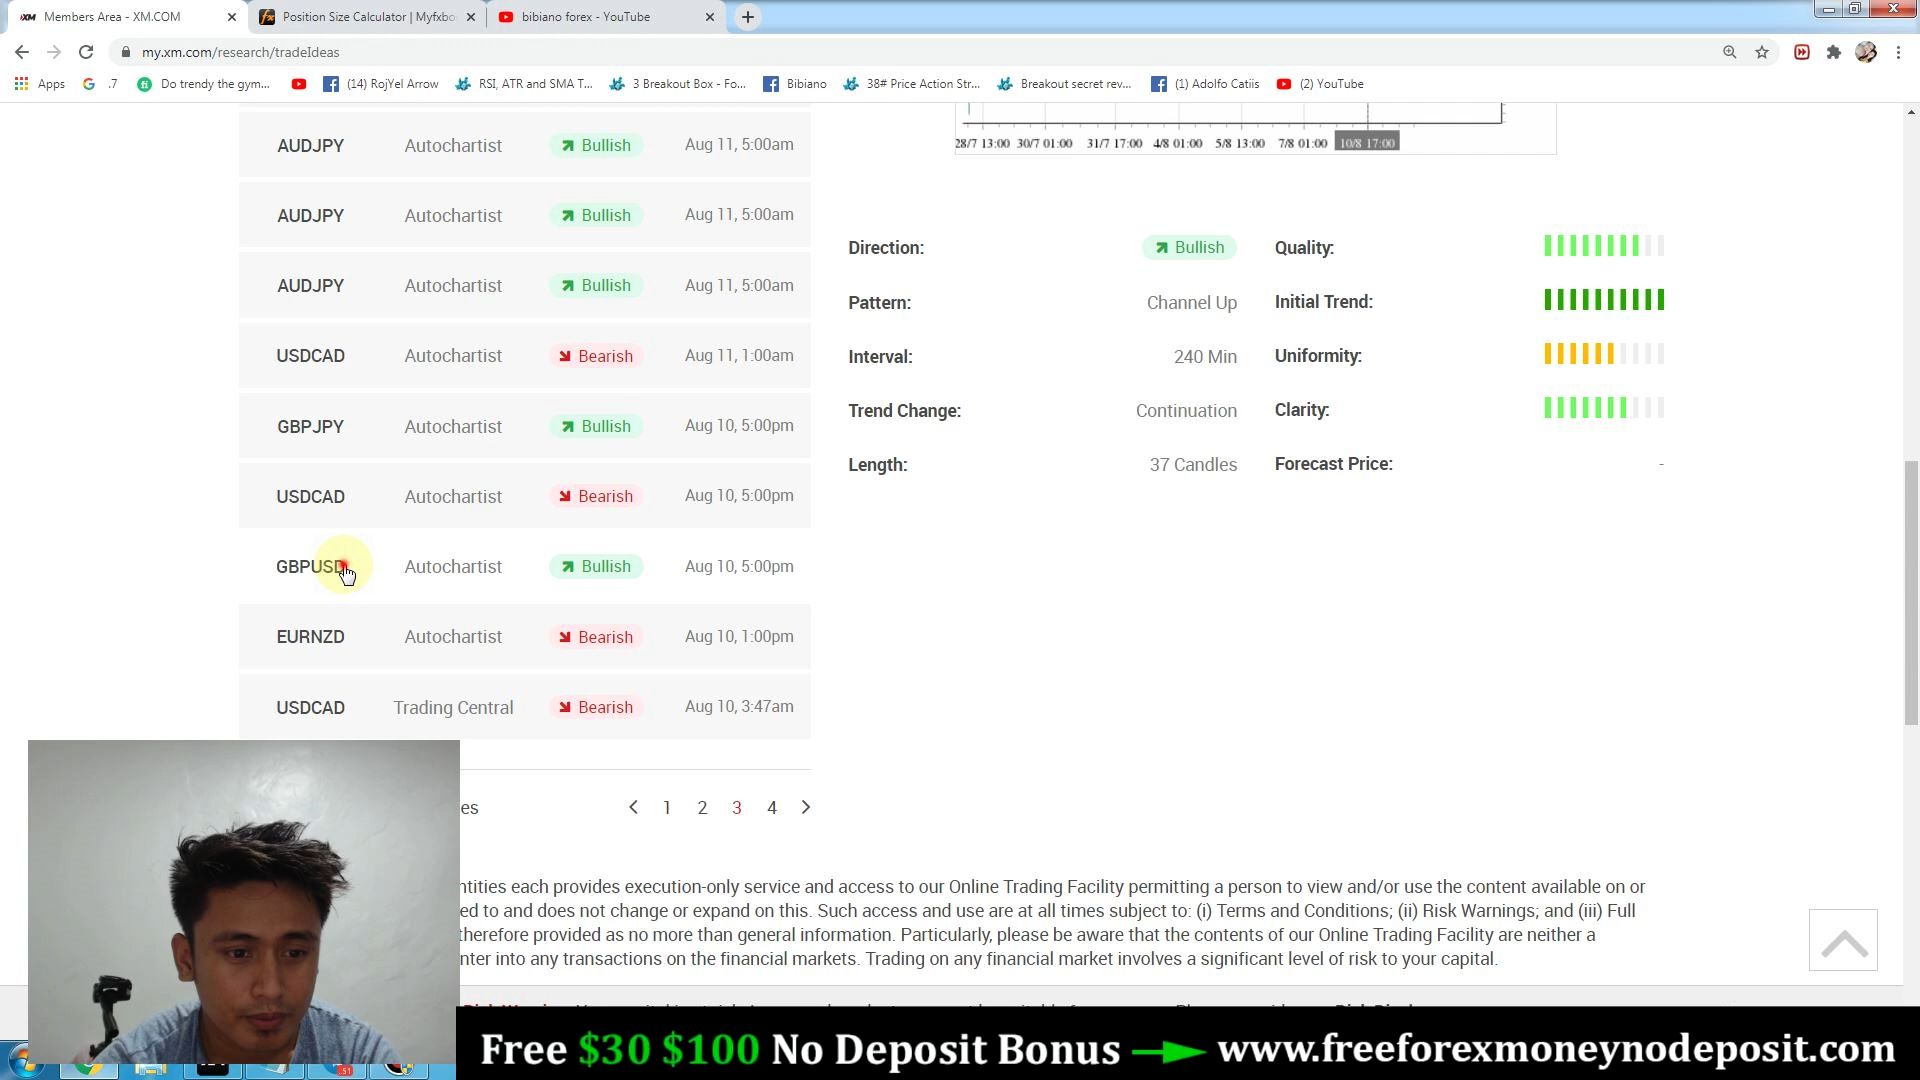 Members Area - XM.COM
Position Size Calculator | Myfxbo
bibiano forex - YouTube
my.xm.com/research/tradeIdeas
Apps
.7
Do trendy the gym...
(14) RojYel Arrow
RSI, ATR and SMA T...
3 Breakout Box - Fo...
Bibiano
38# Price Action Str...
Breakout secret rev...
(1) Adolfo Catiis
(2) YouTube
28/7 13:00 30/7 01:00 31/7 17:00 4/8 01:00 5/8 13:00 7/8 01:00 10/8 17:00
AUDJPY Autochartist Bullish Aug 11, 5:00am
AUDJPY Autochartist Bullish Aug 11, 5:00am
AUDJPY Autochartist Bullish Aug 11, 5:00am
USDCAD Autochartist Bearish Aug 11, 1:00am
GBPJPY Autochartist Bullish Aug 10, 5:00pm
USDCAD Autochartist Bearish Aug 10, 5:00pm
GBPUSD Autochartist Bullish Aug 10, 5:00pm
EURNZD Autochartist Bearish Aug 10, 1:00pm
USDCAD Trading Central Bearish Aug 10, 3:47am
es
1 2 3 4
Direction: Bullish
Pattern: Channel Up
Interval: 240 Min
Trend Change: Continuation
Length: 37 Candles
Quality:
Initial Trend:
Uniformity:
Clarity:
Forecast Price: -
ntities each provides execution-only service and access to our Online Trading Facility permitting a person to view and/or use the content available on or
ed to and does not change or expand on this. Such access and use are at all times subject to: (i) Terms and Conditions; (ii) Risk Warnings; and (iii) Full
therefore provided as no more than general information. Particularly, please be aware that the contents of our Online Trading Facility are neither a
nter into any transactions on the financial markets. Trading on any financial market involves a significant level of risk to your capital.
51
Free $30 $100 No Deposit Bonus www.freeforexmoneynodeposit.com